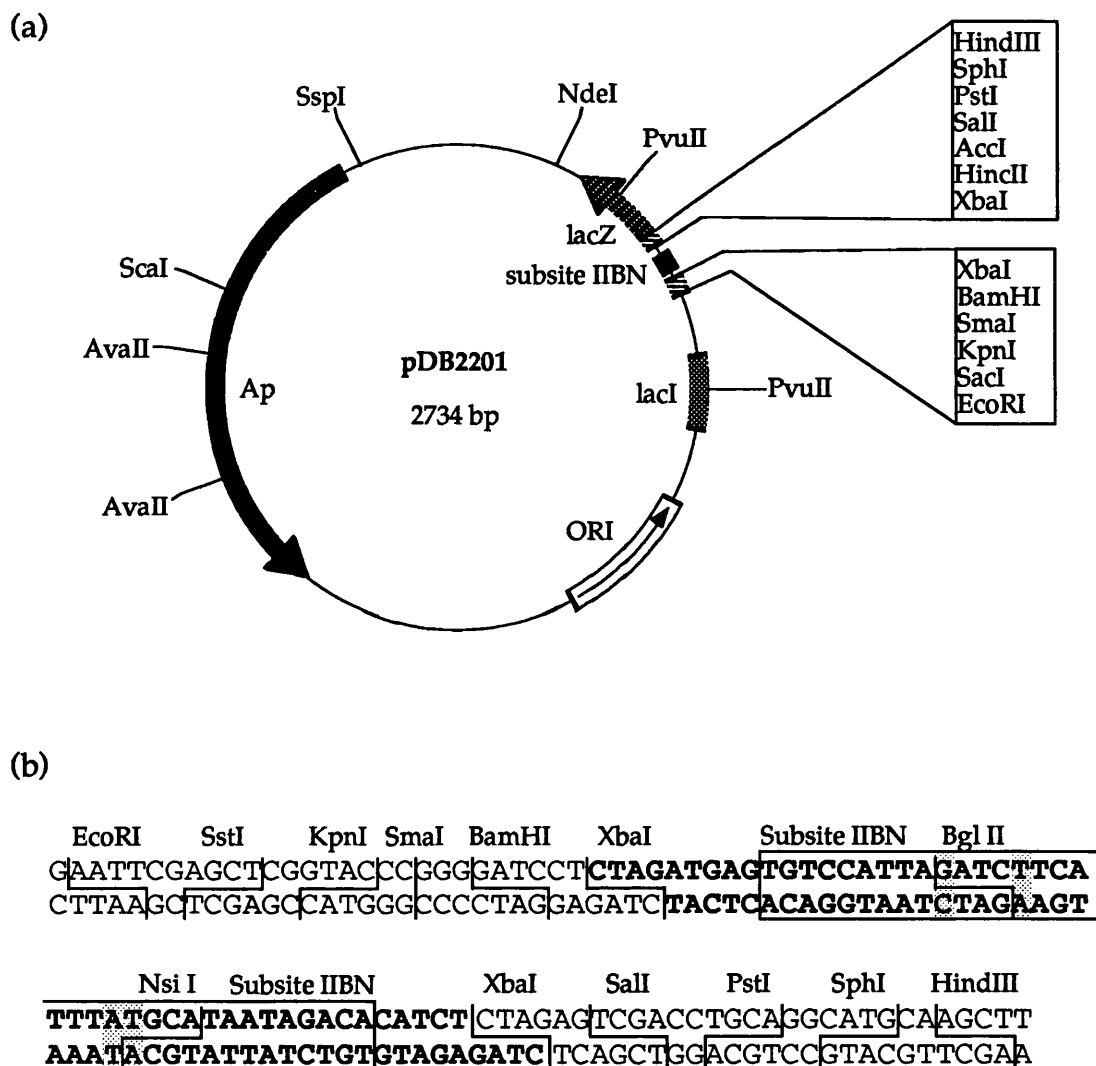 (a)
HindIII
SphI
PstI
SalI
AccI
HincII
XbaI
SspI
NdeI
PvuII
lacZ
subsite IIBN
XbaI
BamHI
SmaI
KpnI
SacI
EcoRI
ScaI
AvaII
Ap
pDB2201
2734 bp
lacI
PvuII
AvaII
ORI
(b)
EcoRI SstI KpnI SmaI BamHI XbaI Subsite IIBN Bgl II
GAATTCGAGCTCGGTACCCGGGGATCCTCTAGATGAGTGTCCATTAGATCTTCA
CTTAAGCTCGAGCCATGGGCCCCTAGGAGATCTACTCACAGGTAATCTAGAAGT
Nsi I Subsite IIBN XbaI SalI PstI SphI HindIII
TTTATGCATAATAGACACATCTCTAGAGTCGACCTGCAGGCATGCAAGCTT
AAATACGTATTATCTGTGTAGAGATCTCAGCTGGACGTCCGTACGTTCGAA